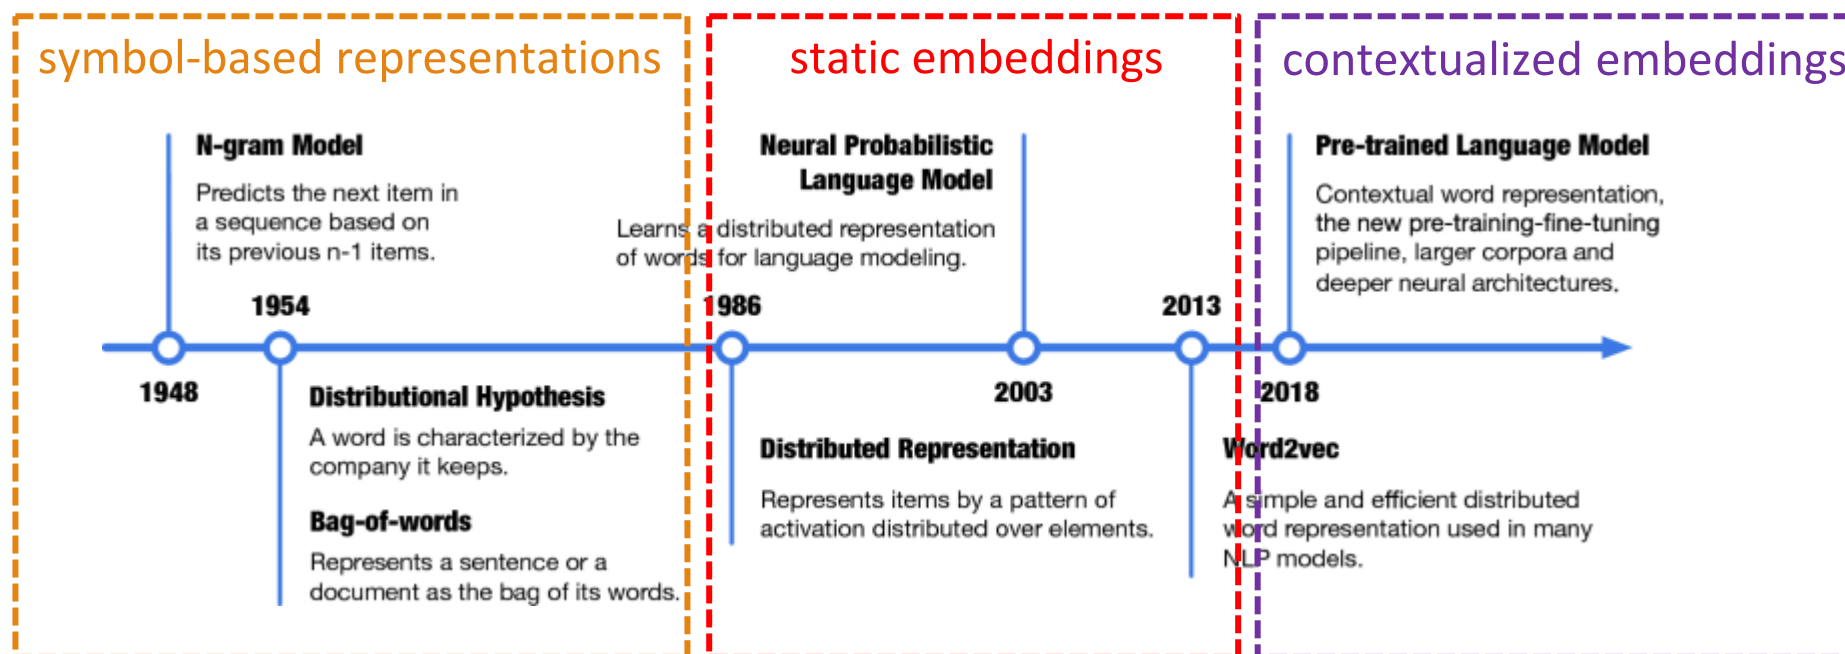 symbol-based representations
static embeddings
contextualized embeddings
N-gram Model
Predicts the next item in
a sequence based on
its previous n-1 items.
Neural Probabilistic
Language Model
Learns a distributed representation
of words for language modeling.
Pre-trained Language Model
Contextual word representation,
the new pre-training-fine-tuning
pipeline, larger corpora and
deeper neural architectures.
1954
1986
2013
1948
2003
2018
Distributional Hypothesis
A word is characterized by the
company it keeps.
Bag-of-words
Represents a sentence or a
document as the bag of its words.
Distributed Representation
Represents items by a pattern of
activation distributed over elements.
Word2vec
A simple and efficient distributed
word representation used in many
NLP models.